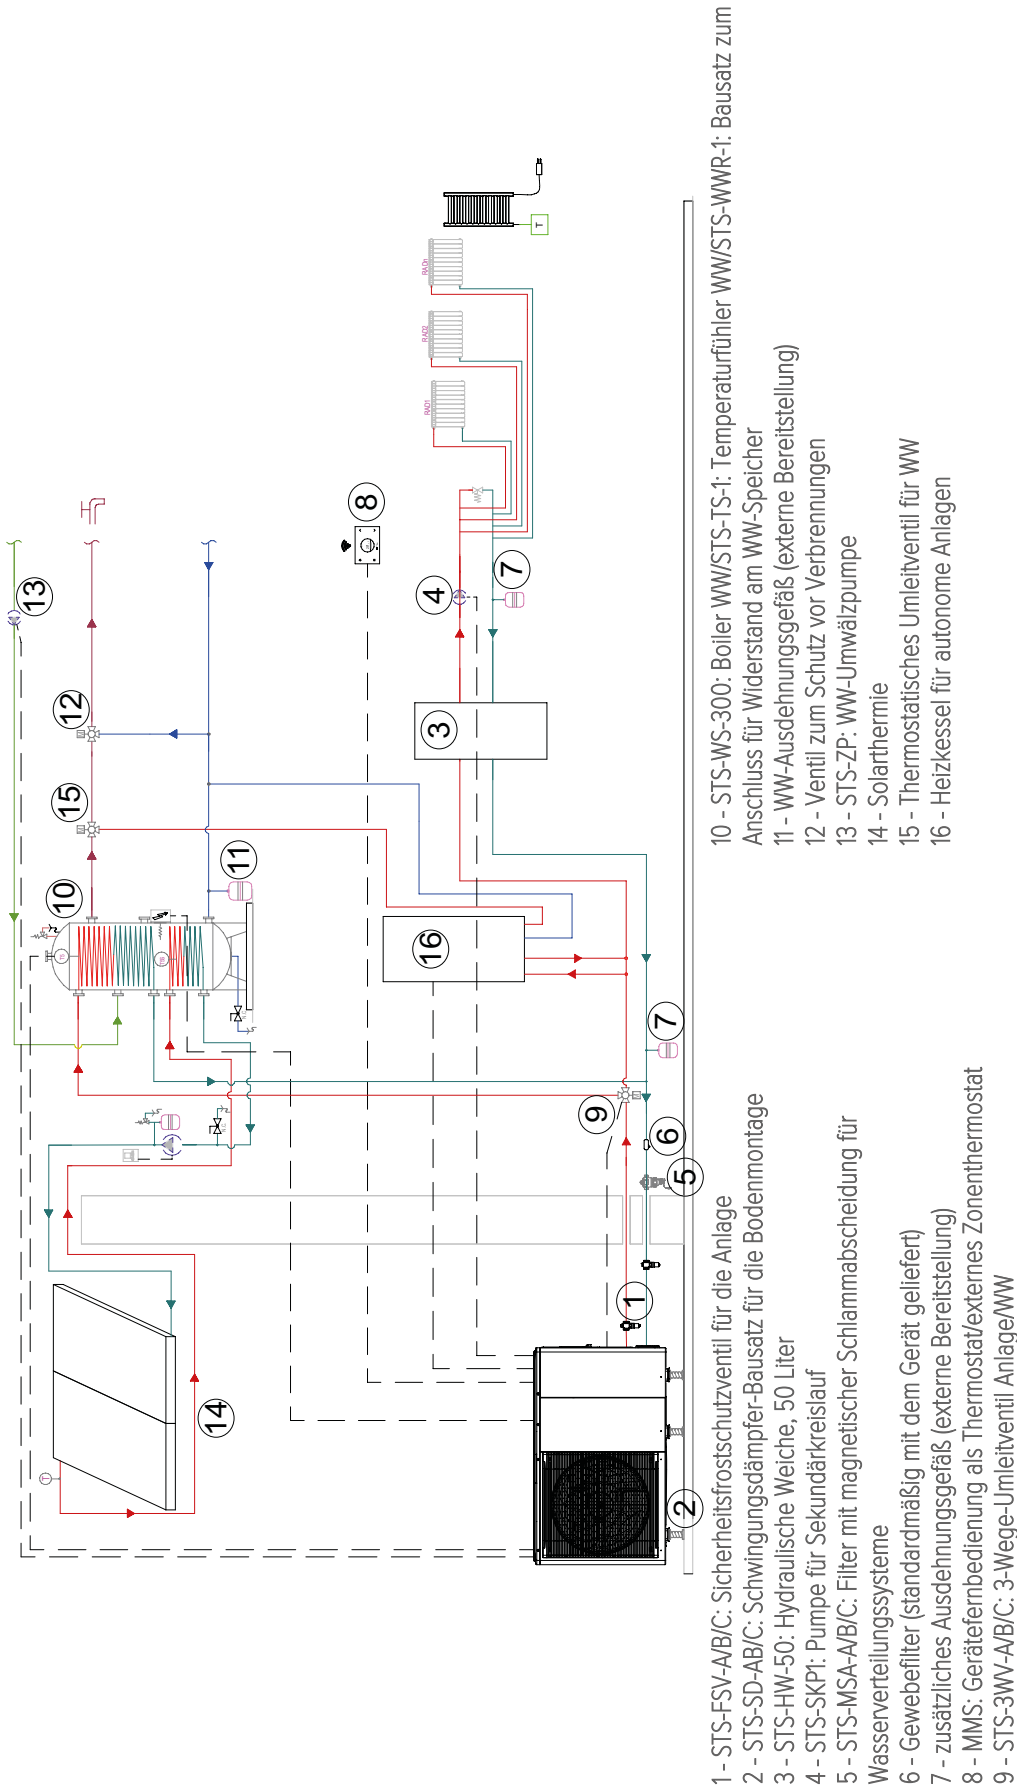 13
12
15
10
11
8
4
7
3
16
9
7
6
5
1
14
2
RAD1
RAD2
RADn
T
T
TS
TTS
M
M
M
N.C.
N.C.
1 - STS-FSV-A/B/C: Sicherheitsfrostschutzventil für die Anlage
2 - STS-SD-AB/C: Schwingungsdämpfer-Bausatz für die Bodenmontage
3 - STS-HW-50: Hydraulische Weiche, 50 Liter
4 - STS-SKP1: Pumpe für Sekundärkreislauf
5 - STS-MSA-A/B/C: Filter mit magnetischer Schlammabscheidung für
Wasserverteilungssysteme
6 - Gewebefilter (standardmäßig mit dem Gerät geliefert)
7 - zusätzliches Ausdehnungsgefäß (externe Bereitstellung)
8 - MMS: Gerätefernbedienung als Thermostat/externes Zonenthermostat
9 - STS-3WV-A/B/C: 3-Wege-Umleitventil Anlage/WW
10 - STS-WS-300: Boiler WW/STS-TS-1: Temperaturfühler WW/STS-WWR-1: Bausatz zum
Anschluss für Widerstand am WW-Speicher
11 - WW-Ausdehnungsgefäß (externe Bereitstellung)
12 - Ventil zum Schutz vor Verbrennungen
13 - STS-ZP: WW-Umwälzpumpe
14 - Solarthermie
15 - Thermostatisches Umleitventil für WW
16 - Heizkessel für autonome Anlagen